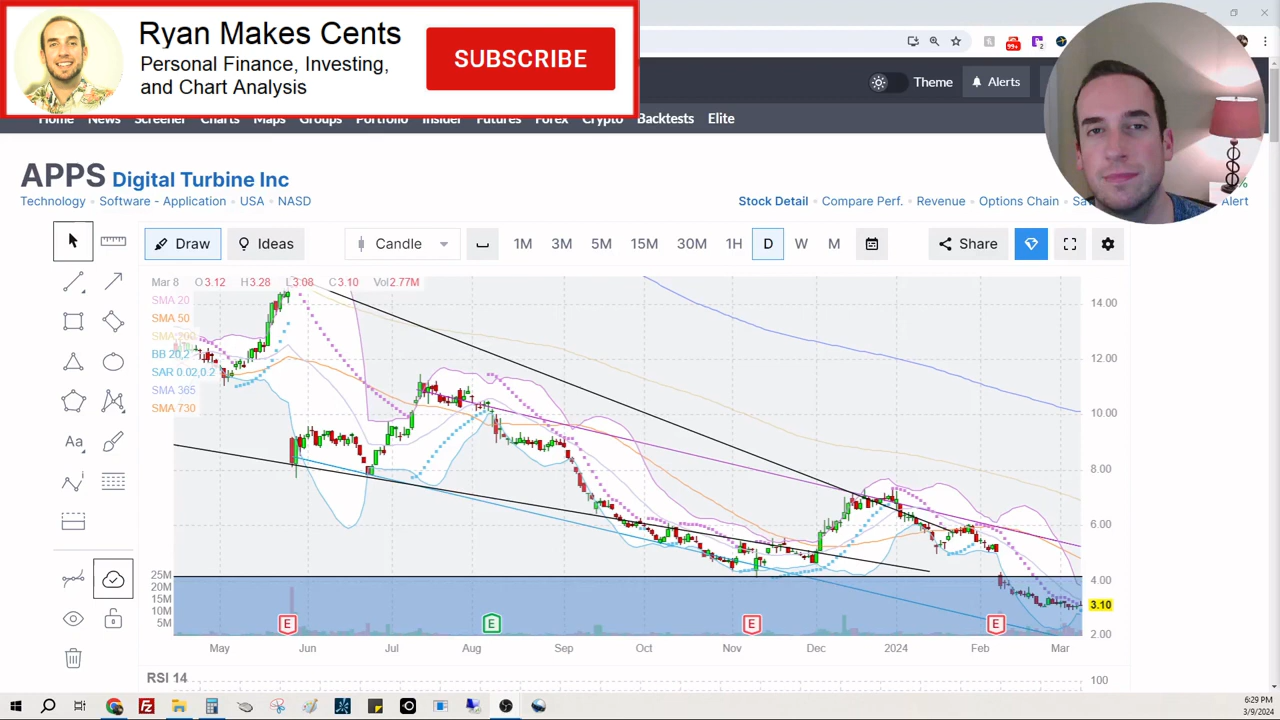 Ryan Makes Cents
Personal Finance, Investing,
and Chart Analysis
SUBSCRIBE
99+
2
Theme
Alerts
Home News Screener Charts Maps Groups Portfolio Insider Futures Forex Crypto Backtests Elite
APPS Digital Turbine Inc
Technology • Software - Application • USA • NASD
Stock Detail • Compare Perf. • Revenue • Options Chain •
Alert
Draw Ideas Candle 1M 3M 5M 15M 30M 1H D W M Share
Mar 8 O 3.12 H 3.28 L 3.08 C 3.10 Vol 2.77M
SMA 20
SMA 50
SMA 200
BB 20,2
SAR 0.02,0.2
SMA 365
SMA 730
Aa
14.00
12.00
10.00
8.00
6.00
4.00
3.10
2.00
25M
20M
15M
10M
5M
E E E E
May Jun Jul Aug Sep Oct Nov Dec 2024 Feb Mar
RSI 14
100
6:29 PM
3/9/2024